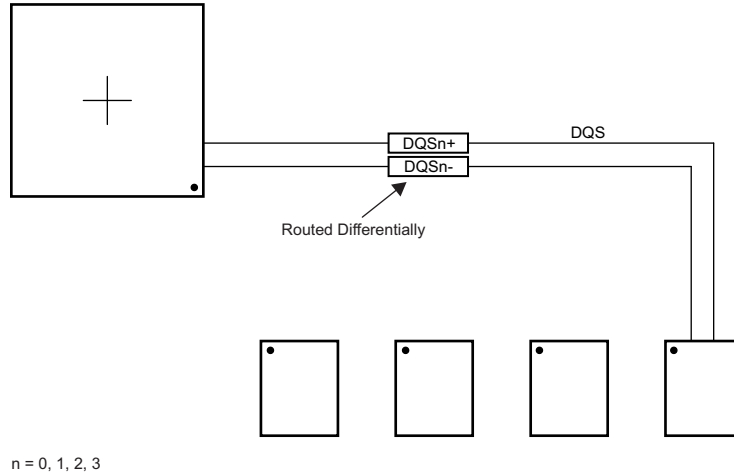 DQS
DQSn+
DQSn-
Routed Differentially
n = 0, 1, 2, 3